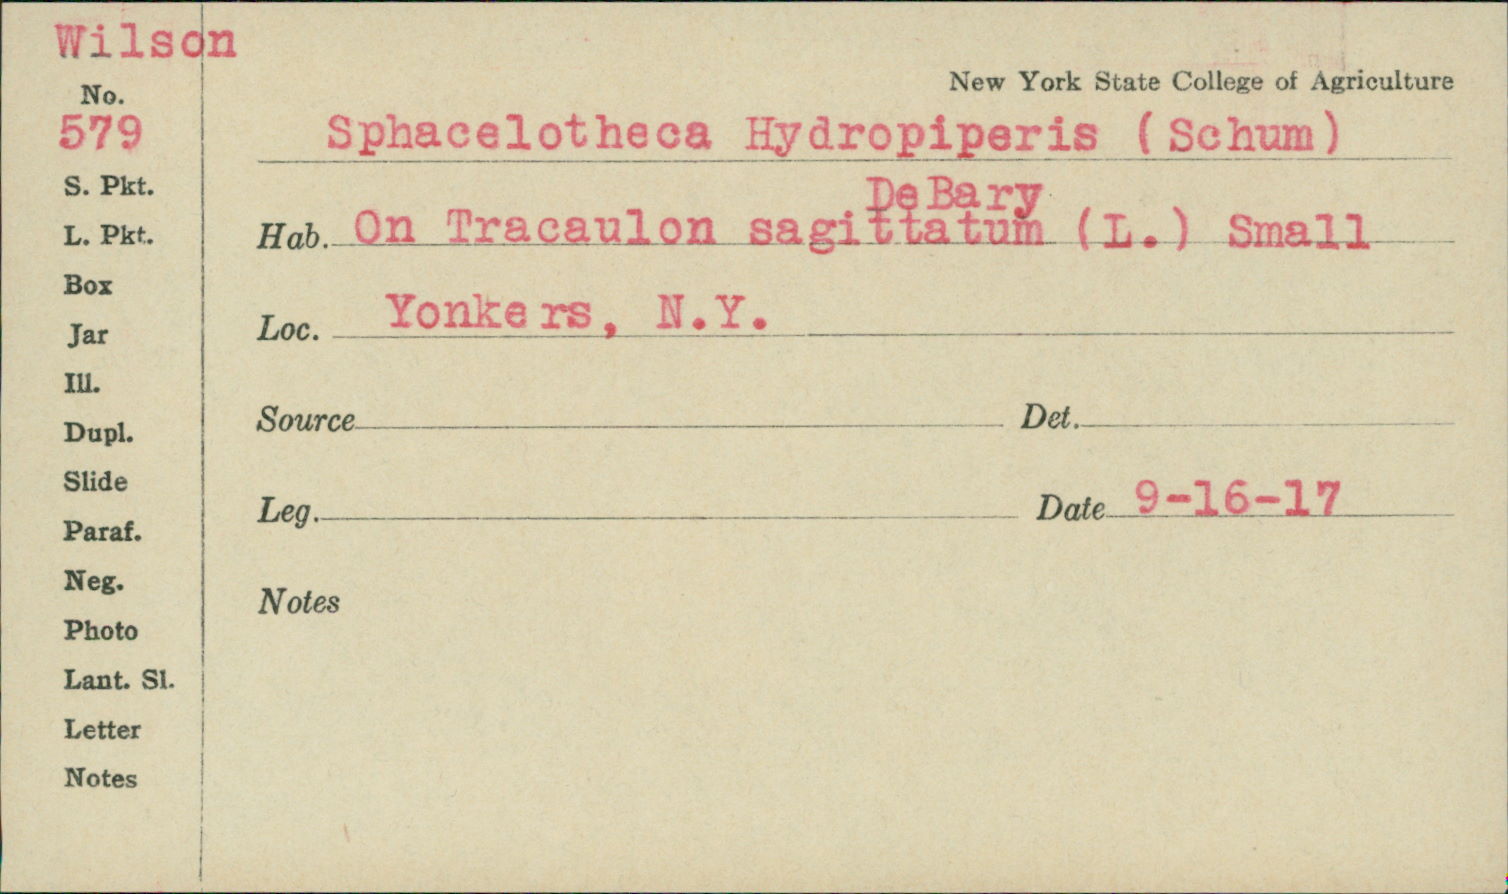 Wilson
New York State College of Agriculture
No.
579
Sphacelotheca Hydropiperis (Schum)
DeBary
S. Pkt.
L. Pkt.
Hab. On Tracaulon sagittatum (L.) Small
Box
Jar
Loc. Yonkers, N.Y.
Ill.
Dupl.
Source Det.
Slide
Paraf.
Leg. Date 9-16-17
Neg.
Notes
Photo
Lant. Sl.
Letter
Notes